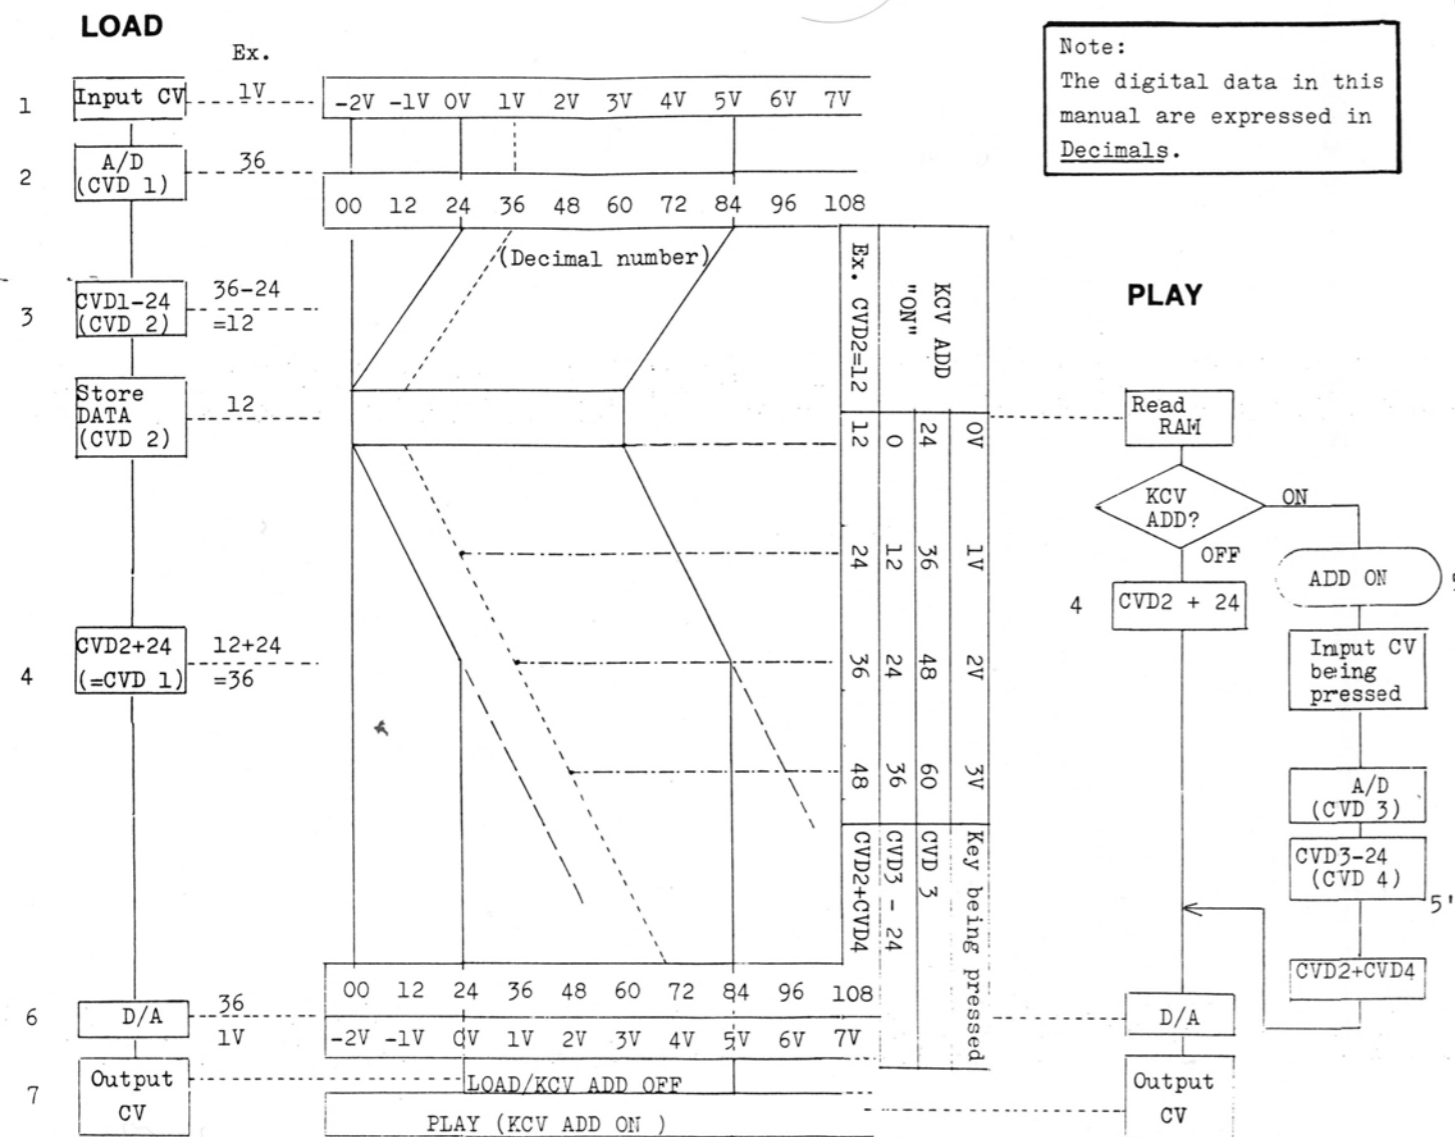 LOAD
Ex.
1 Input CV 1V
-2V -1V 0V 1V 2V 3V 4V 5V 6V 7V
2 A/D 36
(CVD 1)
00 12 24 36 48 60 72 84 96 108
(Decimal number)
3 CVD1-24 36-24
(CVD 2) =12
Store
DATA 12
(CVD 2)
4 CVD2+24 12+24
(=CVD 1) =36
Ex. CVD2=12
KCV ADD
"ON"
0V 1V 2V 3V Key being pressed
24 36 48 60 CVD 3
0 12 24 36 CVD3 - 24
12 24 36 48 CVD2+CVD4
00 12 24 36 48 60 72 84 96 108
6 D/A 36
1V
-2V -1V 0V 1V 2V 3V 4V 5V 6V 7V
7 Output
CV
LOAD/KCV ADD OFF
PLAY (KCV ADD ON )
Note:
The digital data in this
manual are expressed in
Decimals.
PLAY
Read
RAM
KCV
ADD?
ON
OFF
4 CVD2 + 24
ADD ON
Input CV
being
pressed
A/D
(CVD 3)
CVD3-24
(CVD 4)
5'
CVD2+CVD4
D/A
Output
CV